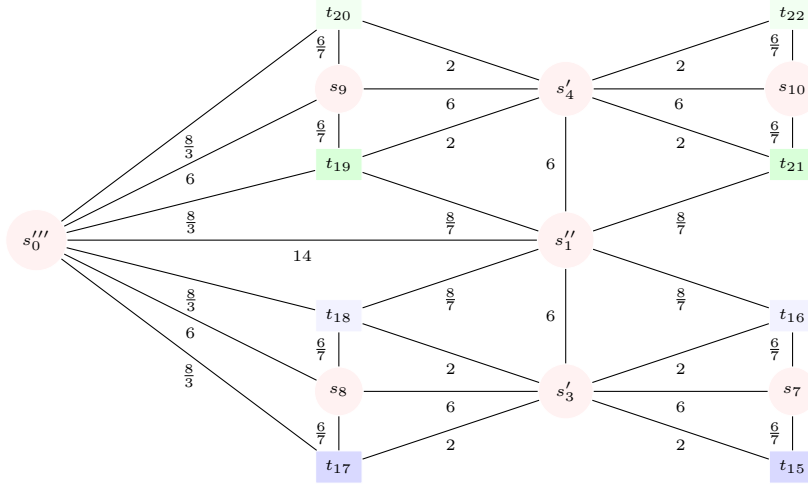 t₂₀ t₂₂
6/7 6/7
2 2
s₉ s′₄ s₁₀
6 6
6/7 6/7
8/3 2 2
t₁₉ 6 t₂₁
6
8/3 8/7 8/7
s‴₀ s″₁
14
8/3 8/7 8/7
t₁₈ 6 t₁₆
6
6/7 6/7
8/3 2 2
s₈ s′₃ s₇
6 6
6/7 6/7
2 2
t₁₇ t₁₅